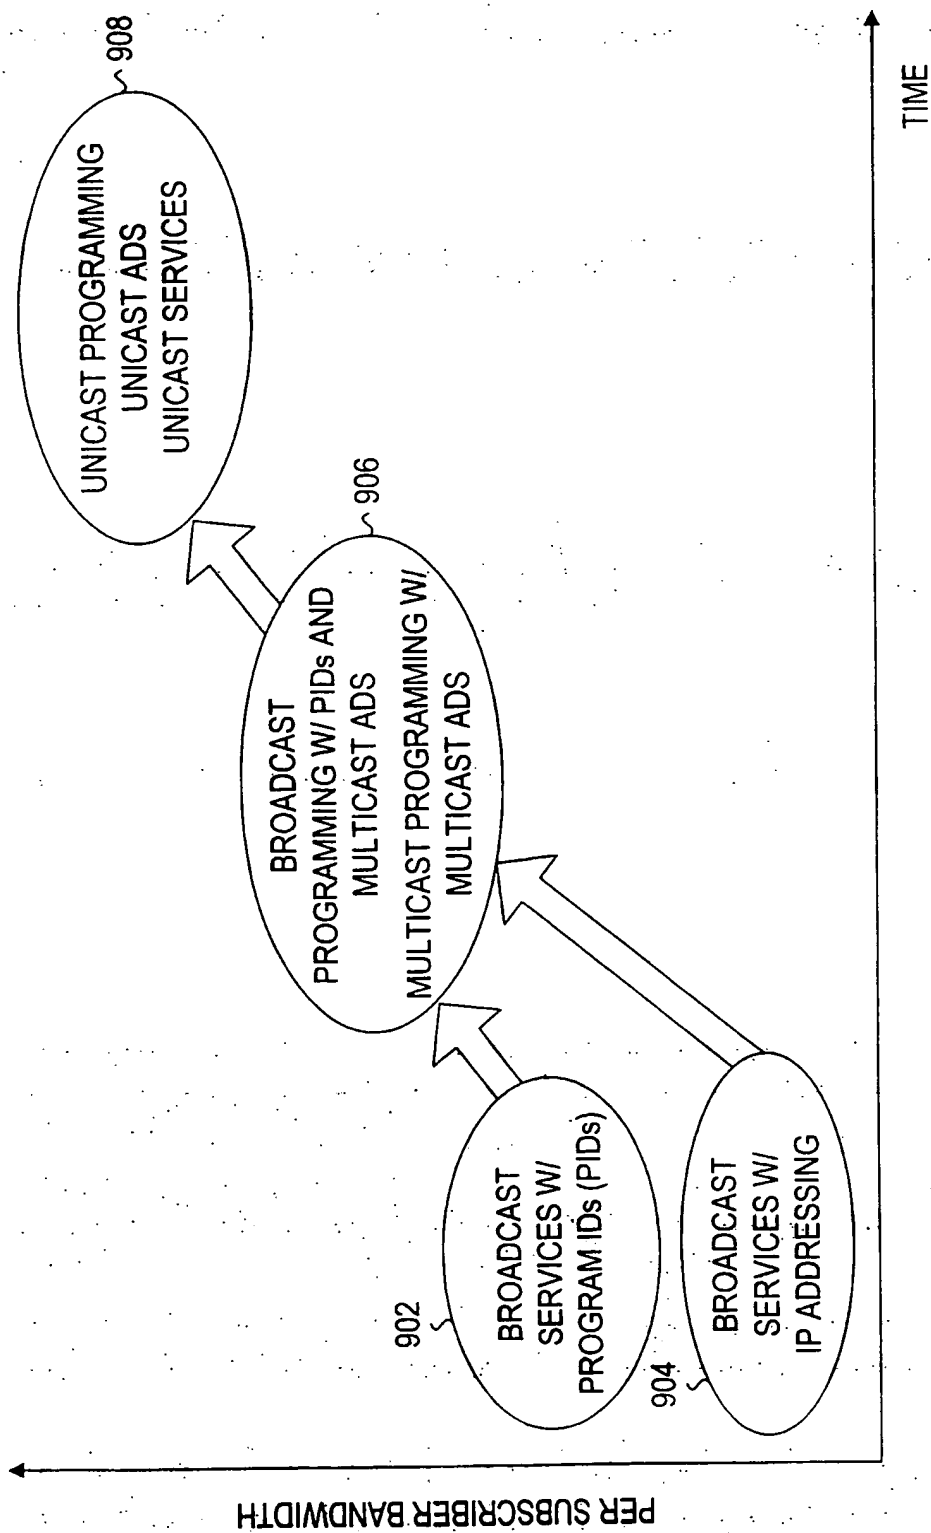 PER SUBSCRIBER BANDWIDTH
902
BROADCAST
SERVICES W/
PROGRAM IDs (PIDs)
904
BROADCAST
SERVICES W/
IP ADDRESSING
906
BROADCAST
PROGRAMMING W/ PIDs AND
MULTICAST ADS
MULTICAST PROGRAMMING W/
MULTICAST ADS
908
UNICAST PROGRAMMING
UNICAST ADS
UNICAST SERVICES
TIME